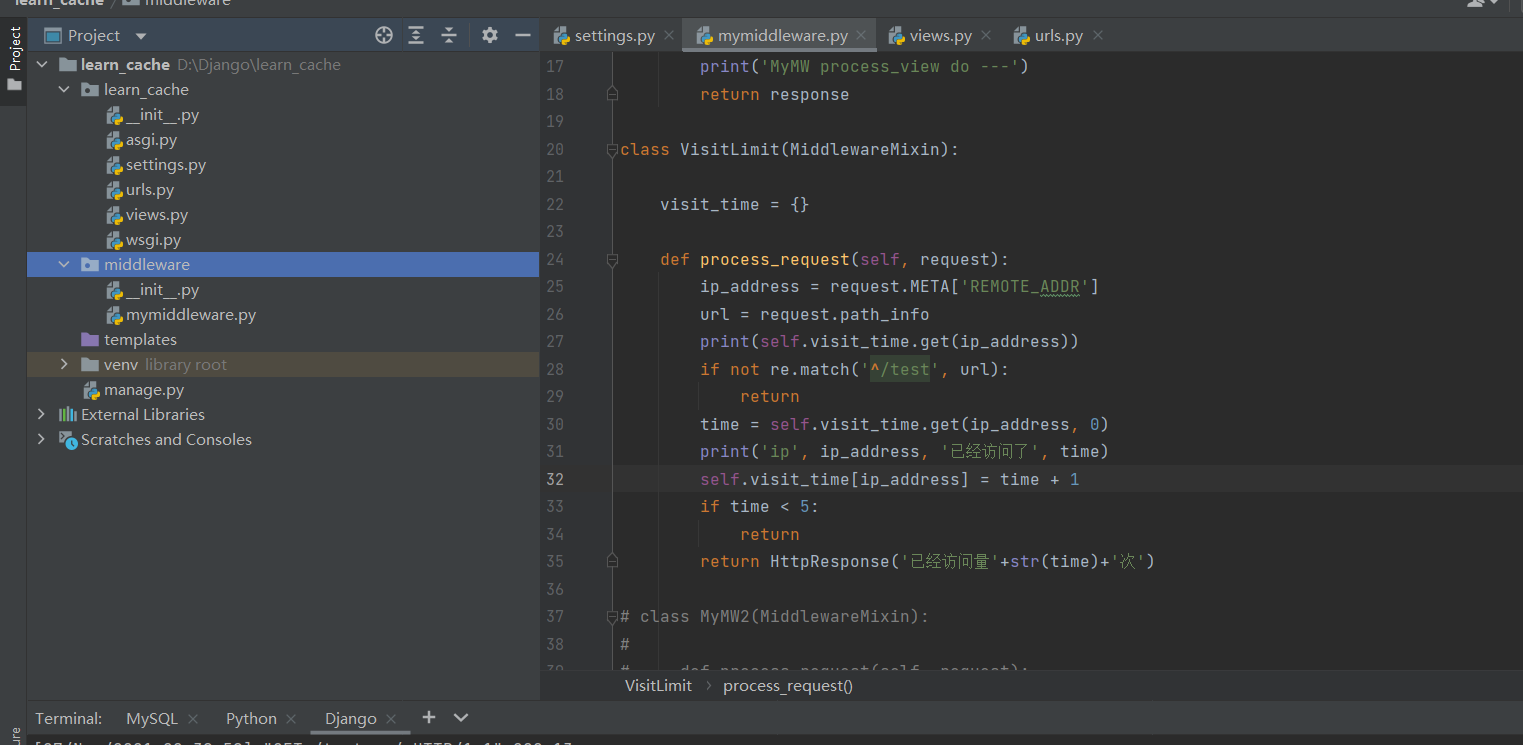 learn_cache / middleware
Project
Project
settings.py
mymiddleware.py
views.py
urls.py
learn_cache D:\Django\learn_cache
learn_cache
__init__.py
asgi.py
settings.py
urls.py
views.py
wsgi.py
middleware
__init__.py
mymiddleware.py
templates
venv library root
manage.py
External Libraries
Scratches and Consoles
17 print('MyMW process_view do ---')
18 return response
19
20 class VisitLimit(MiddlewareMixin):
21
22 visit_time = {}
23
24 def process_request(self, request):
25 ip_address = request.META['REMOTE_ADDR']
26 url = request.path_info
27 print(self.visit_time.get(ip_address))
28 if not re.match('^/test', url):
29 return
30 time = self.visit_time.get(ip_address, 0)
31 print('ip', ip_address, '已经访问了', time)
32 self.visit_time[ip_address] = time + 1
33 if time < 5:
34 return
35 return HttpResponse('已经访问量'+str(time)+'次')
36
37 # class MyMW2(MiddlewareMixin):
38 #
39 # def process_request(self, request):
VisitLimit › process_request()
Terminal: MySQL Python Django